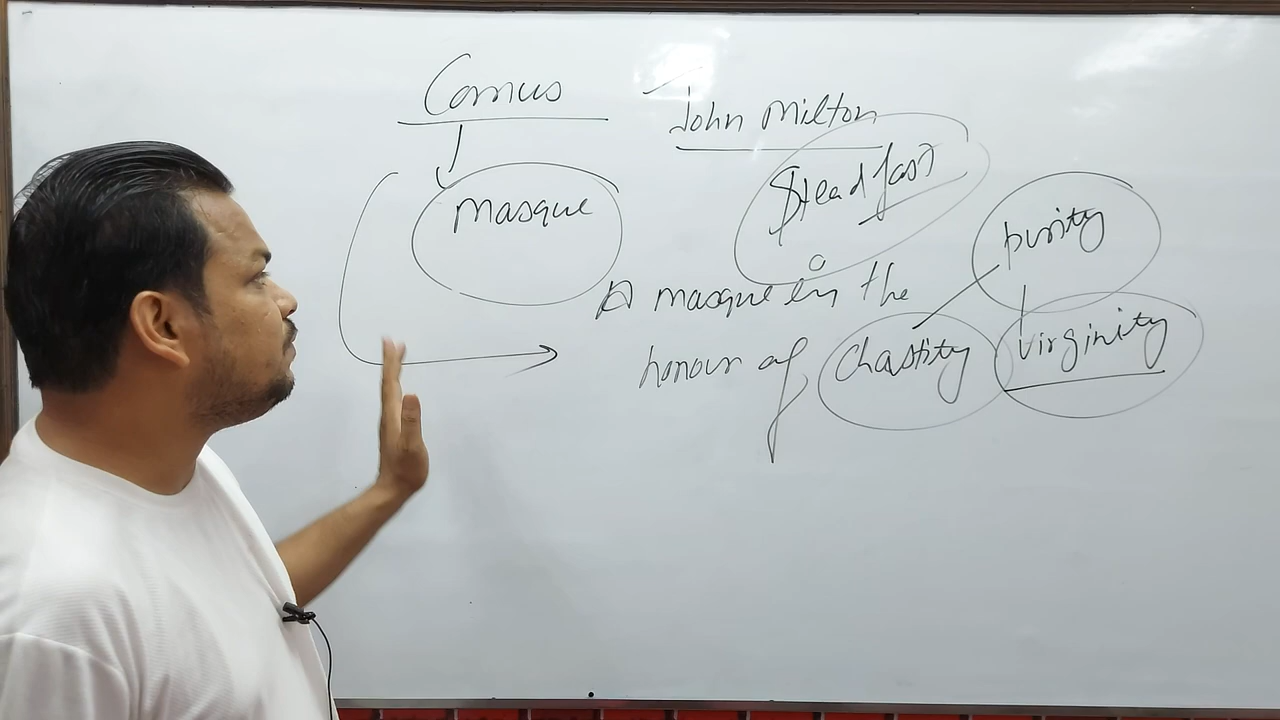 Comus
John Milton
Masque
Steadfast
purity
A masque in the
honour of Chastity
virginity